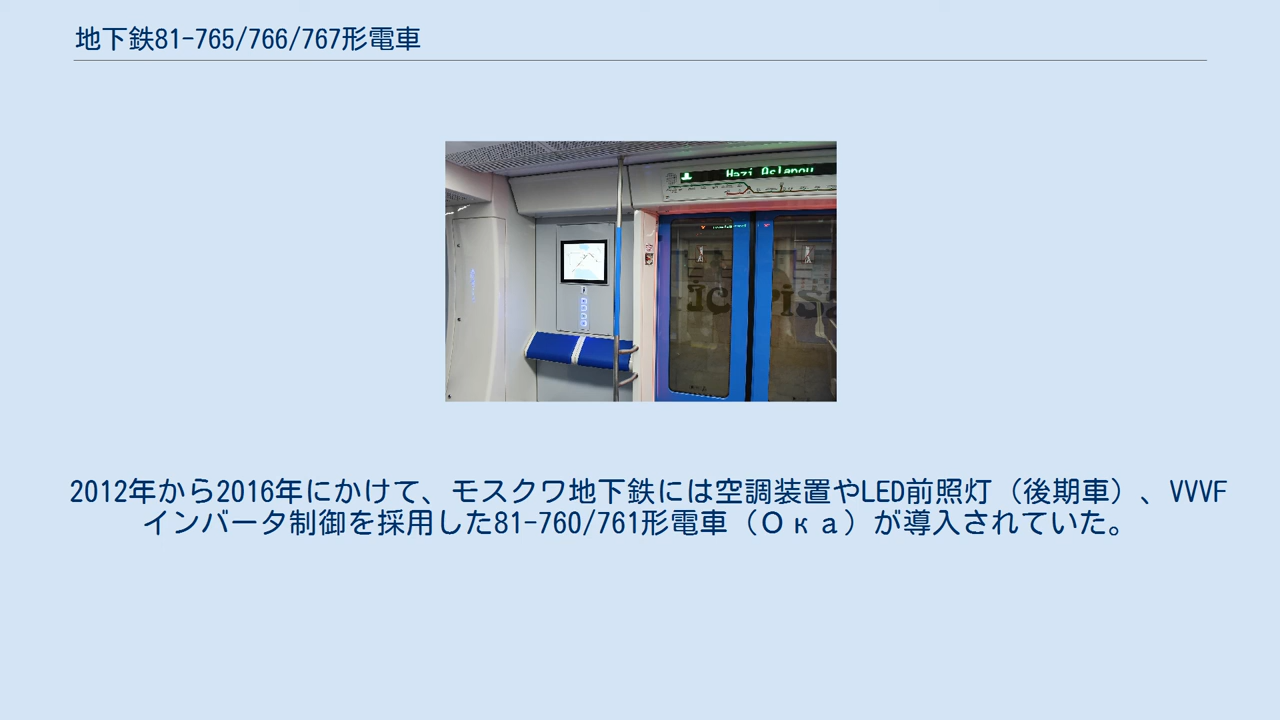 地下鉄81-765/766/767形電車
Hazi Aslanov
2012年から2016年にかけて、モスクワ地下鉄には空調装置やLED前照灯（後期車）、VVVF
インバータ制御を採用した81-760/761形電車（Ока）が導入されていた。